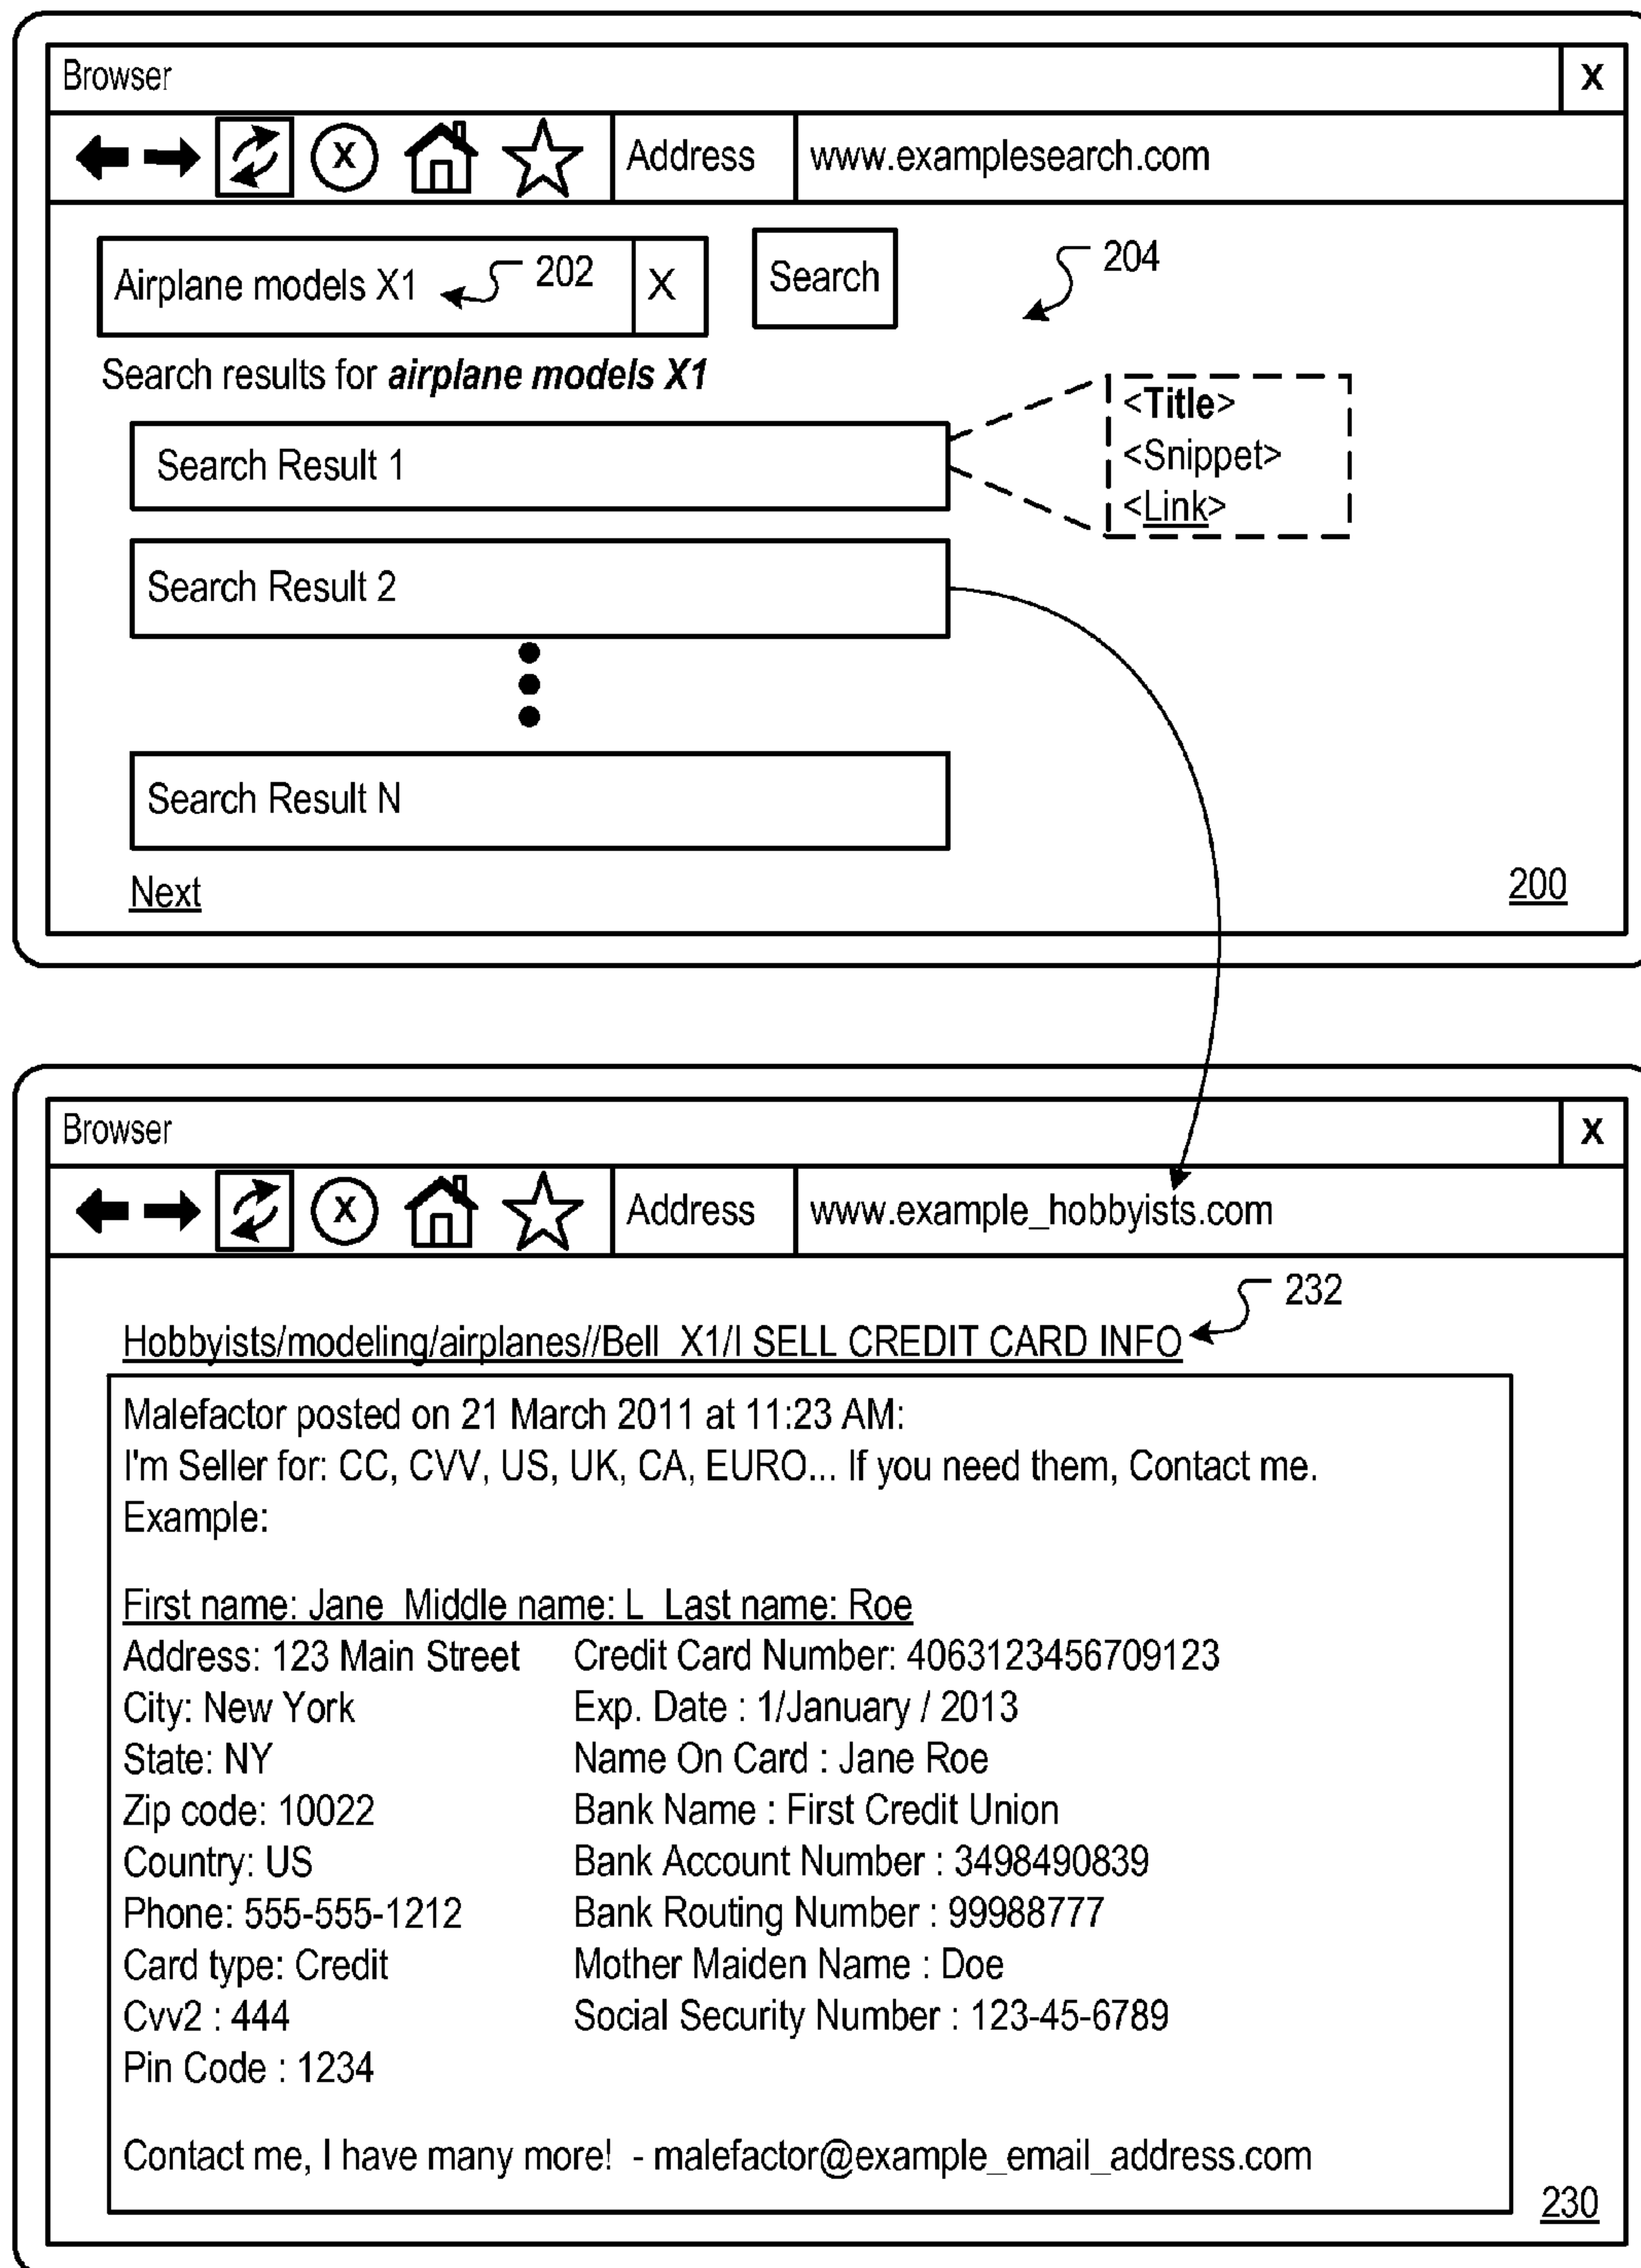 Browser X
X Address www.examplesearch.com
Airplane models X1 202 X Search 204
Search results for airplane models X1
<Title>
Search Result 1 <Snippet>
<Link>
Search Result 2
Search Result N
Next 200
Browser X
X Address www.example_hobbyists.com
232
Hobbyists/modeling/airplanes//Bell_X1/I SELL CREDIT CARD INFO
Malefactor posted on 21 March 2011 at 11:23 AM:
I'm Seller for: CC, CVV, US, UK, CA, EURO... If you need them, Contact me.
Example:
First name: Jane Middle name: L Last name: Roe
Address: 123 Main Street Credit Card Number: 4063123456709123
City: New York Exp. Date : 1/January / 2013
State: NY Name On Card : Jane Roe
Zip code: 10022 Bank Name : First Credit Union
Country: US Bank Account Number : 3498490839
Phone: 555-555-1212 Bank Routing Number : 99988777
Card type: Credit Mother Maiden Name : Doe
Cvv2 : 444 Social Security Number : 123-45-6789
Pin Code : 1234
Contact me, I have many more! - malefactor@example_email_address.com
230